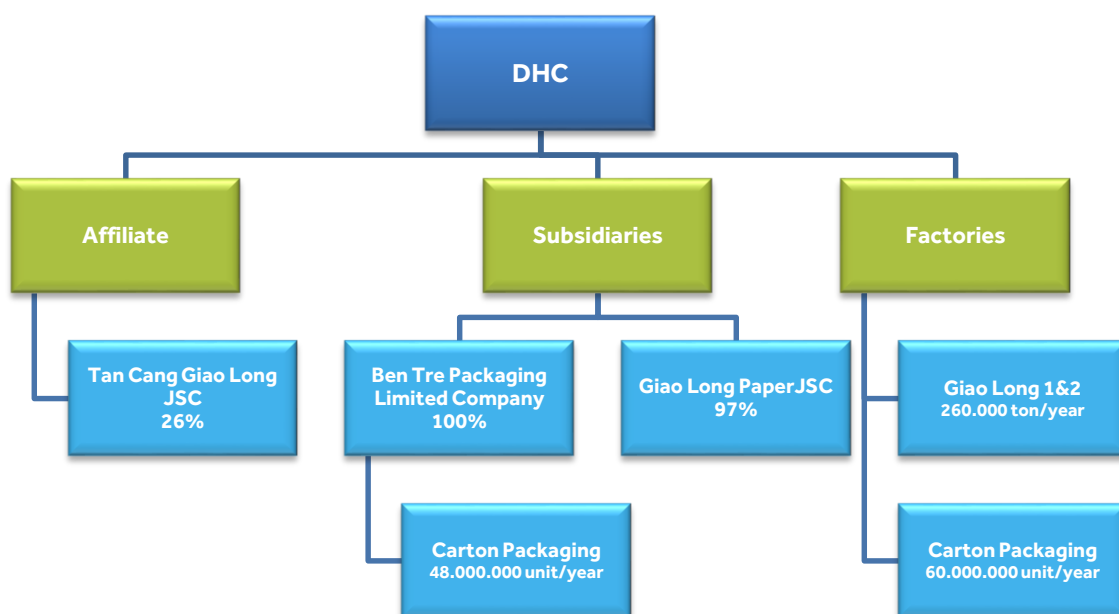 DHC
Affiliate
Subsidiaries
Factories
Tan Cang Giao Long
JSC
26%
Ben Tre Packaging
Limited Company
100%
Giao Long PaperJSC
97%
Giao Long 1&2
260.000 ton/year
Carton Packaging
48.000.000 unit/year
Carton Packaging
60.000.000 unit/year